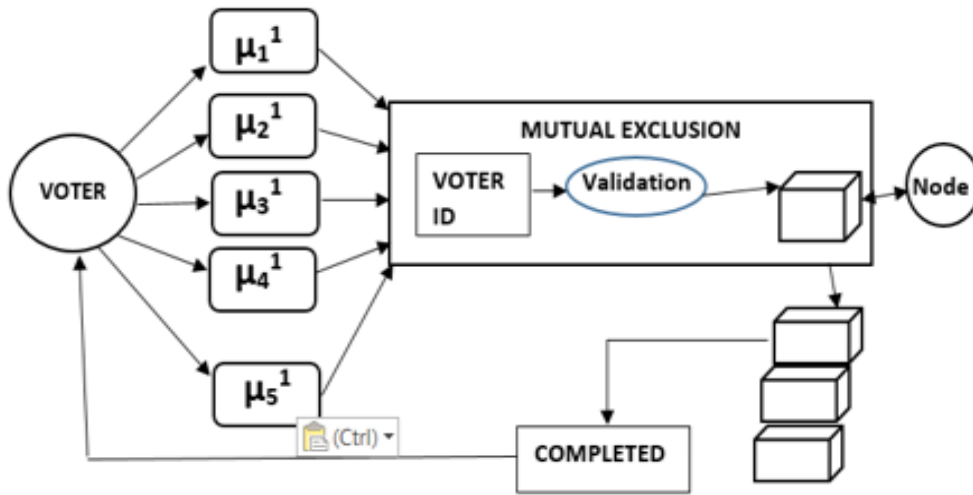 μ₁¹
μ₂¹
MUTUAL EXCLUSION
VOTER
VOTER
ID
Validation
Node
μ₃¹
μ₄¹
μ₅¹
(Ctrl)
COMPLETED